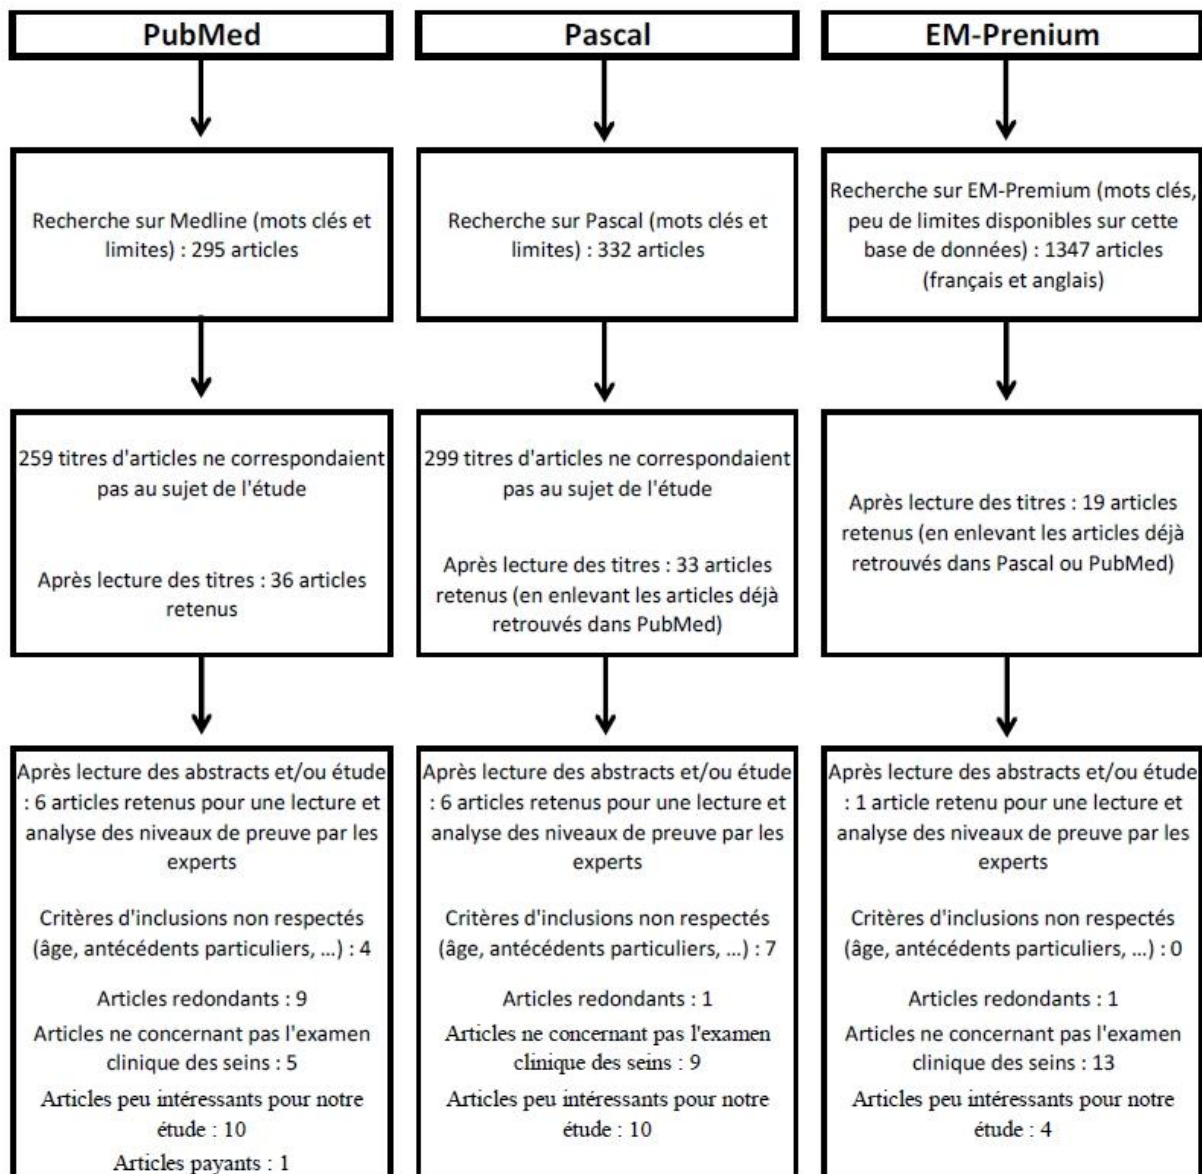 PubMed
Recherche sur Medline (mots clés et
limites) : 295 articles
259 titres d'articles ne correspondaient
pas au sujet de l'étude
Après lecture des titres : 36 articles
retenus
Après lecture des abstracts et/ou étude
: 6 articles retenus pour une lecture et
analyse des niveaux de preuve par les
experts
Critères d'inclusions non respectés
(âge, antécédents particuliers, ...) : 4
Articles redondants : 9
Articles ne concernant pas l'examen
clinique des seins : 5
Articles peu intéressants pour notre
étude : 10
Articles payants : 1
Pascal
Recherche sur Pascal (mots clés et
limites) : 332 articles
299 titres d'articles ne correspondaient
pas au sujet de l'étude
Après lecture des titres : 33 articles
retenus (en enlevant les articles déjà
retrouvés dans PubMed)
Après lecture des abstracts et/ou étude
: 6 articles retenus pour une lecture et
analyse des niveaux de preuve par les
experts
Critères d'inclusions non respectés
(âge, antécédents particuliers, ...) : 7
Articles redondants : 1
Articles ne concernant pas l'examen
clinique des seins : 9
Articles peu intéressants pour notre
étude : 10
EM-Prenium
Recherche sur EM-Premium (mots clés,
peu de limites disponibles sur cette
base de données) : 1347 articles
(français et anglais)
Après lecture des titres : 19 articles
retenus (en enlevant les articles déjà
retrouvés dans Pascal ou PubMed)
Après lecture des abstracts et/ou étude
: 1 article retenu pour une lecture et
analyse des niveaux de preuve par les
experts
Critères d'inclusions non respectés
(âge, antécédents particuliers, ...) : 0
Articles redondants : 1
Articles ne concernant pas l'examen
clinique des seins : 13
Articles peu intéressants pour notre
étude : 4